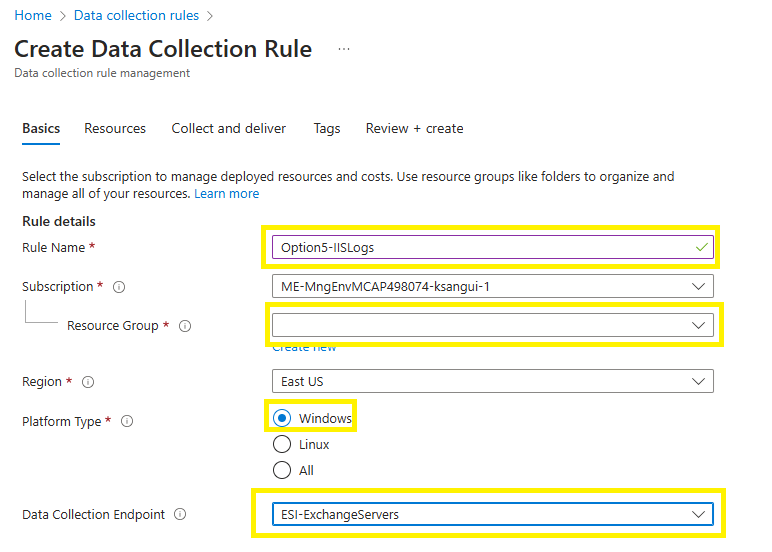 Home > Data collection rules >
Create Data Collection Rule ...
Data collection rule management
Basics Resources Collect and deliver Tags Review + create
Select the subscription to manage deployed resources and costs. Use resource groups like folders to organize and
manage all of your resources. Learn more
Rule details
Rule Name * Option5-IISLogs
Subscription * ME-MngEnvMCAP498074-ksangui-1
Resource Group *
Create new
Region * East US
Platform Type * Windows
Linux
All
Data Collection Endpoint ESI-ExchangeServers